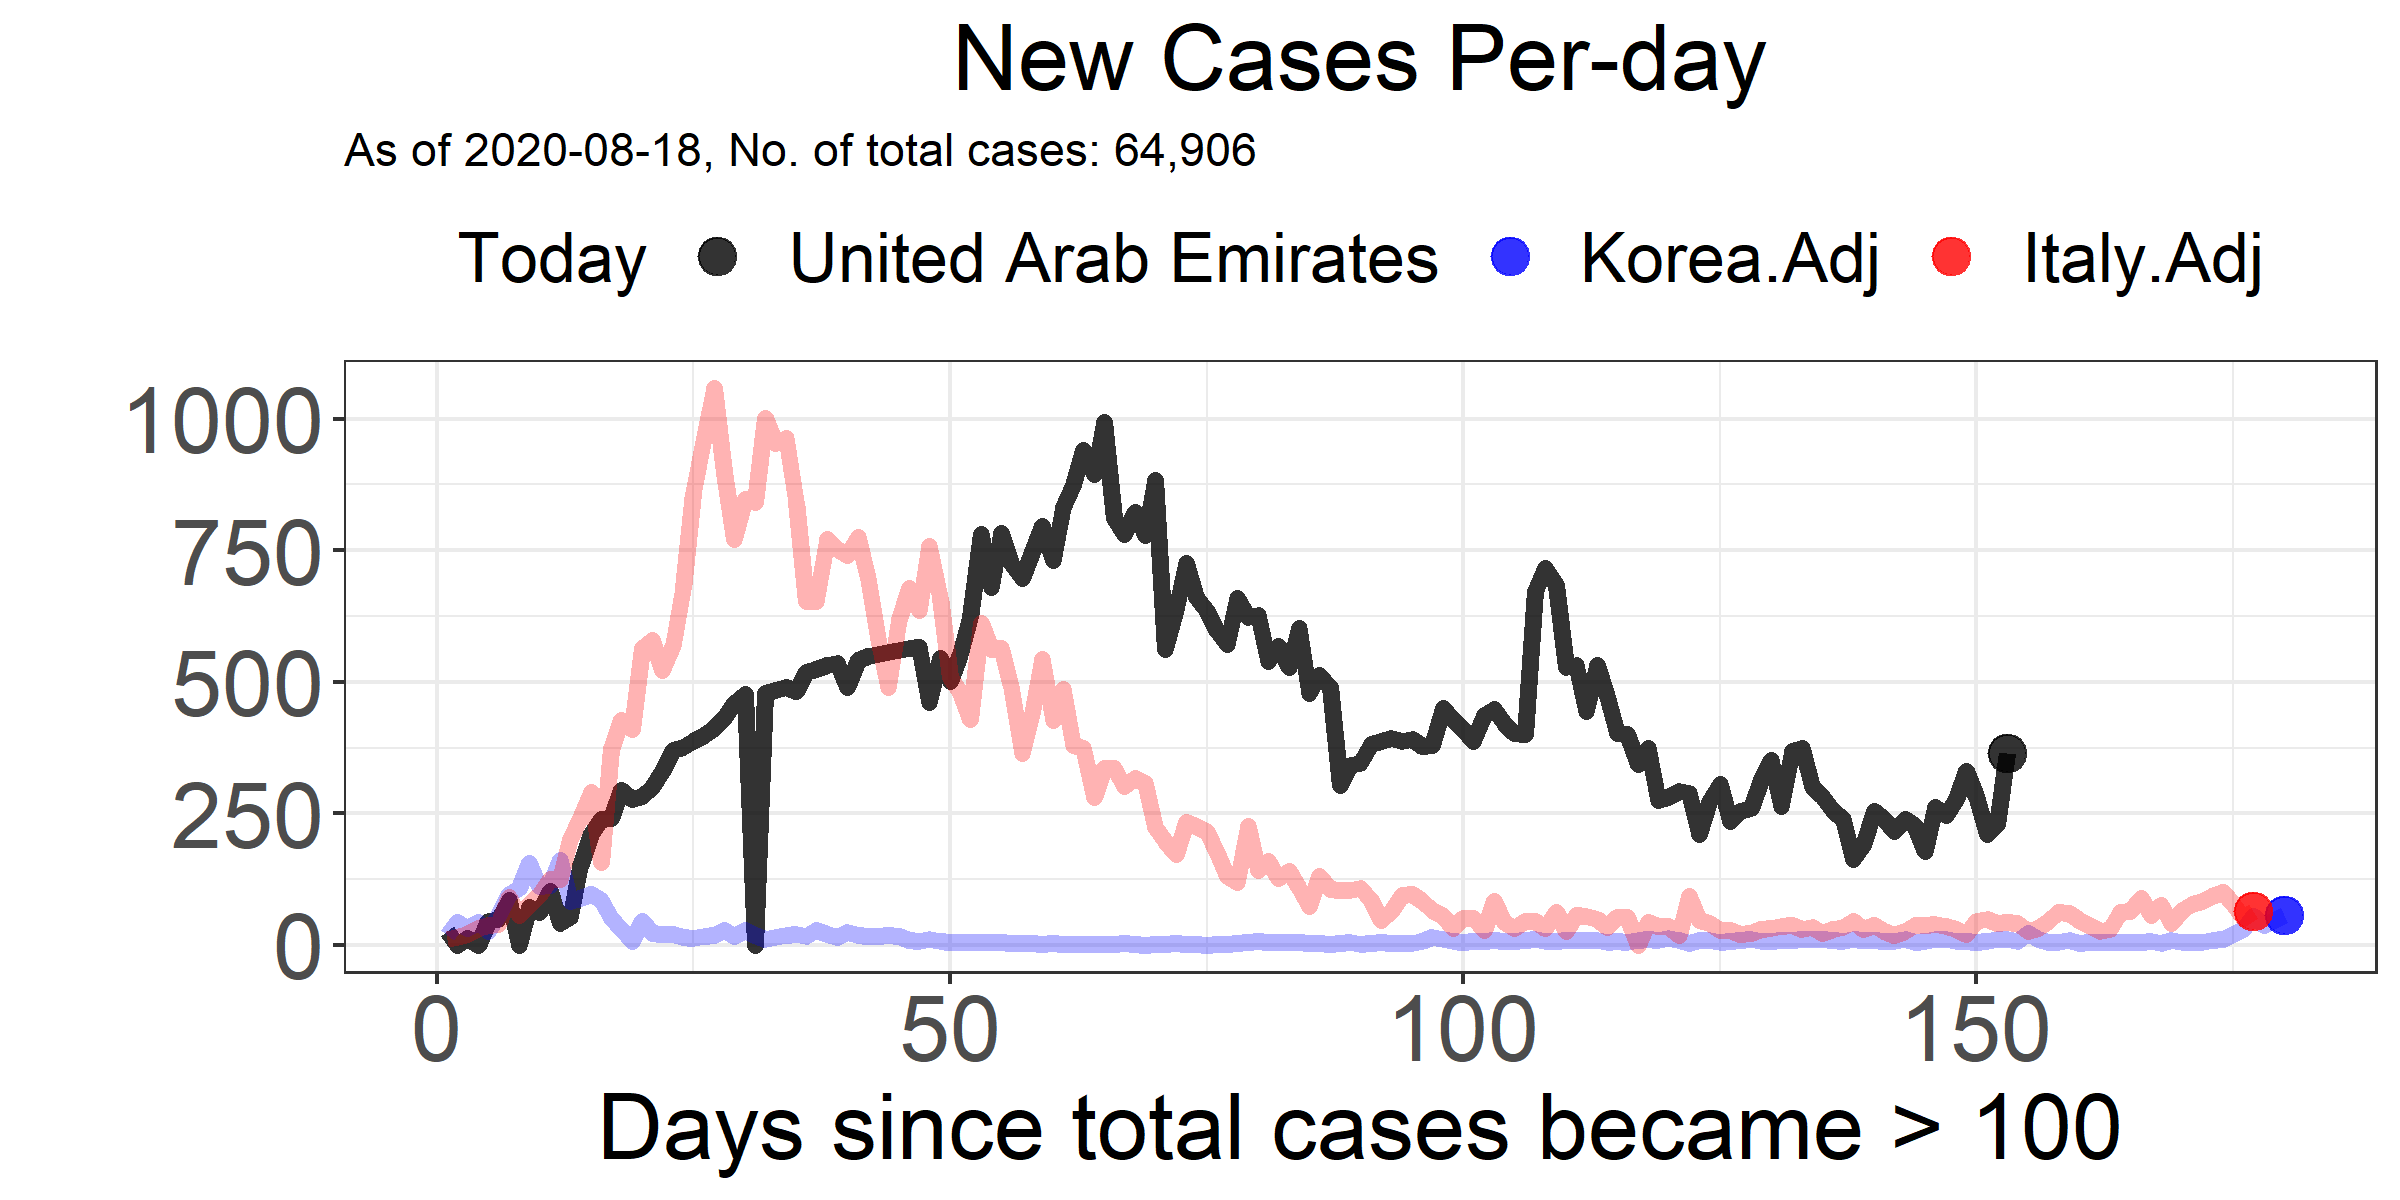 New Cases Per-day
As of 2020-08-18, No. of total cases: 64,906
Today United Arab Emirates Korea.Adj Italy.Adj
1000
750
500
250
0
0 50 100 150
Days since total cases became > 100